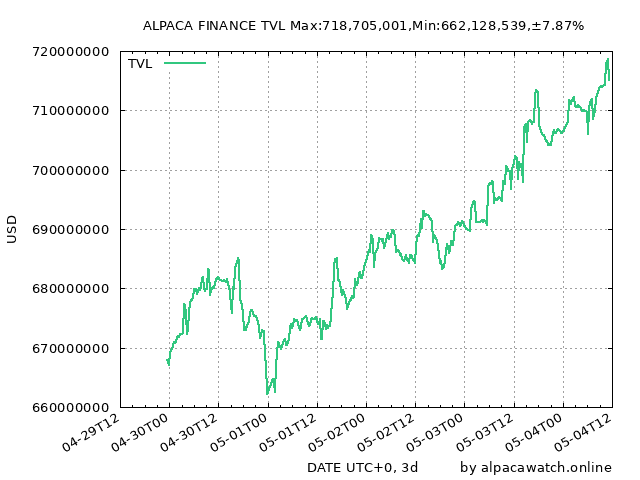 ALPACA FINANCE TVL Max:718,705,001,Min:662,128,539,±7.87%
TVL
720000000
710000000
700000000
690000000
680000000
670000000
660000000
USD
04-29T12
04-30T00
04-30T12
05-01T00
05-01T12
05-02T00
05-02T12
05-03T00
05-03T12
05-04T00
05-04T12
DATE UTC+0, 3d by alpacawatch.online